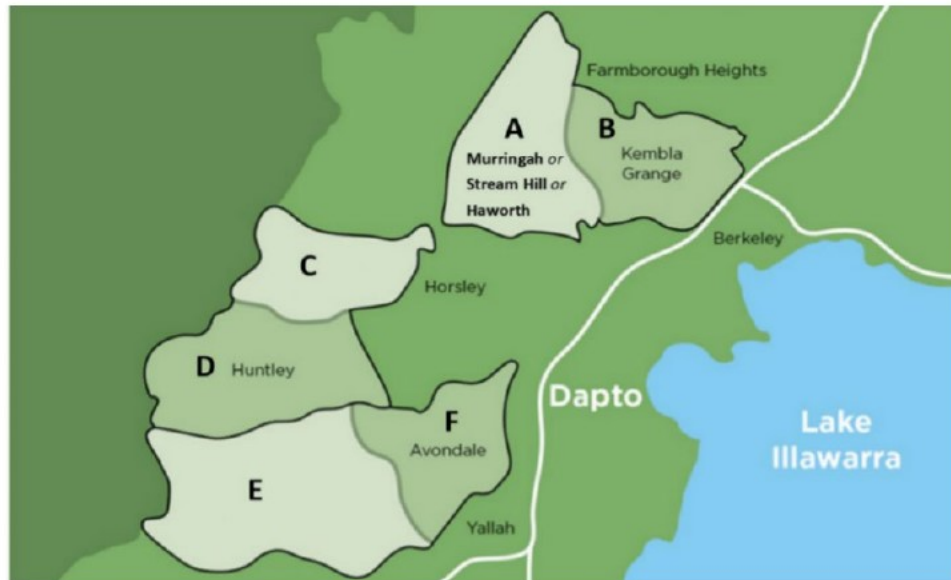 Farmborough Heights
A
B
Murringah or
Stream Hill or
Haworth
Kembla
Grange
Berkeley
C
Horsley
D
Huntley
Dapto
F
Avondale
Lake
Illawarra
E
Yallah